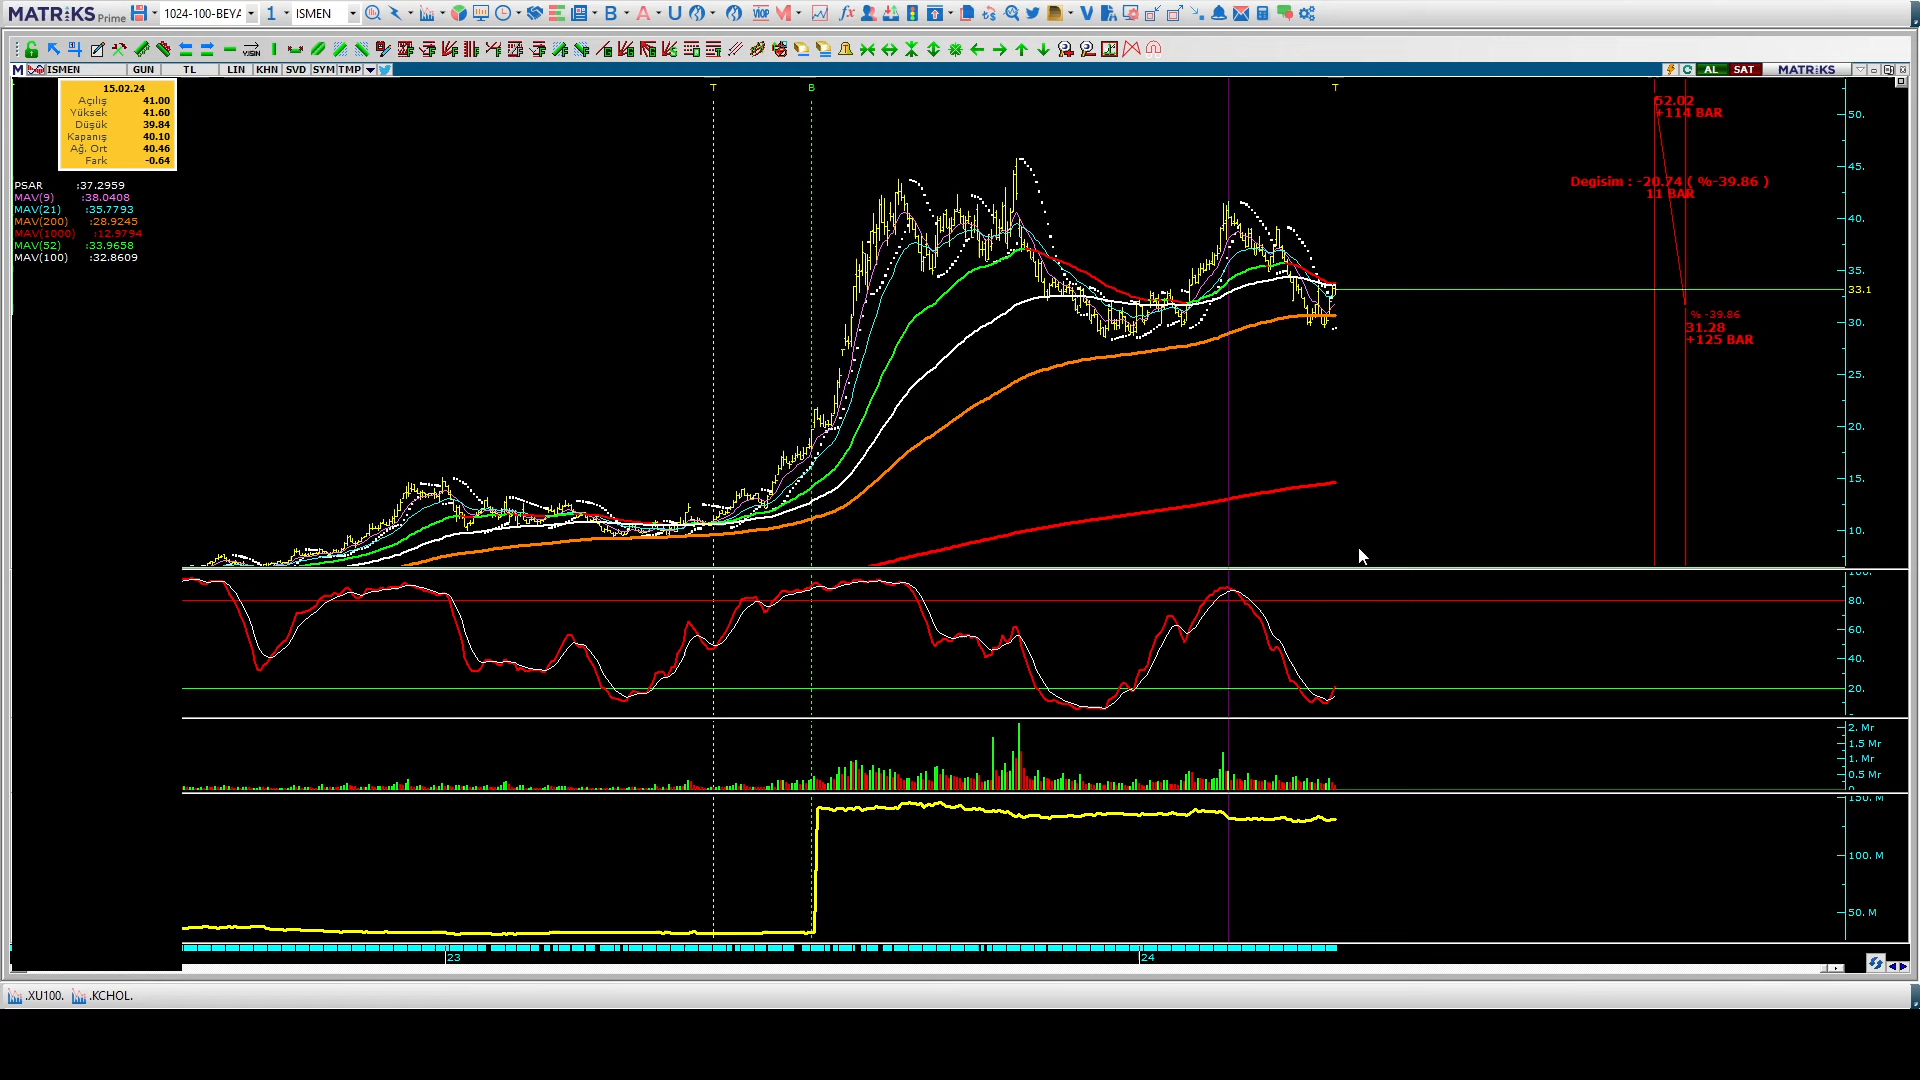 MATRiKS Prime 1024-100-BEYA 1 ISMEN B A U VIOP M fx V
M ISMEN GUN TL LIN KHN SVD SYM TMP AL SAT MATRiKS
15.02.24
Açılış 41.00
Yüksek 41.60
Düşük 39.84
Kapanış 40.10
Ağ. Ort 40.46
Fark -0.64
PSAR :37.2959
MAV(9) :38.0408
MAV(21) :35.7793
MAV(200) :28.9245
MAV(1000) :12.9794
MAV(52) :33.9658
MAV(100) :32.8609
T B T
52.02
+114 BAR
Degisim : -20.74 ( %-39.86 )
11 BAR
% -39.86
31.28
+125 BAR
50.
45.
40.
35.
33.1
30.
25.
20.
15.
10.
100.
80.
60.
40.
20.
2. Mr
1.5 Mr
1. Mr
0.5 Mr
0
150. M
100. M
50. M
23 24
.XU100. .KCHOL.